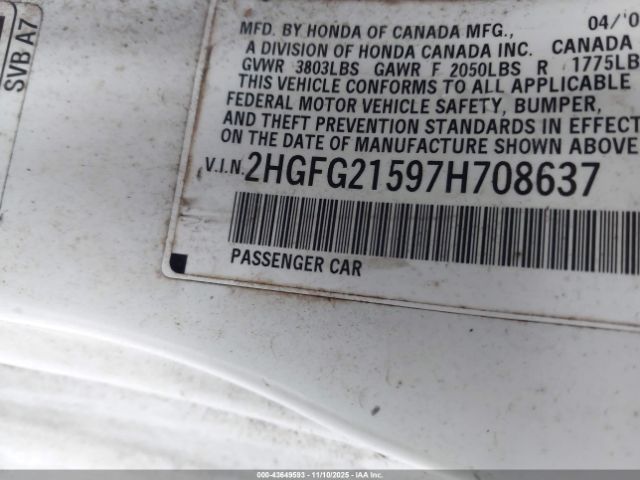 SVB A7
MFD. BY HONDA OF CANADA MFG., 04/'0
A DIVISION OF HONDA CANADA INC. CANADA
GVWR 3803LBS GAWR F 2050LBS R 1775LB
THIS VEHICLE CONFORMS TO ALL APPLICABLE
FEDERAL MOTOR VEHICLE SAFETY, BUMPER,
AND THEFT PREVENTION STANDARDS IN EFFECT
ON THE DATE OF MANUFACTURE SHOWN ABOVE
V.I.N. 2HGFG21597H708637
PASSENGER CAR
000-43649593 - 11/10/2025 - IAAI